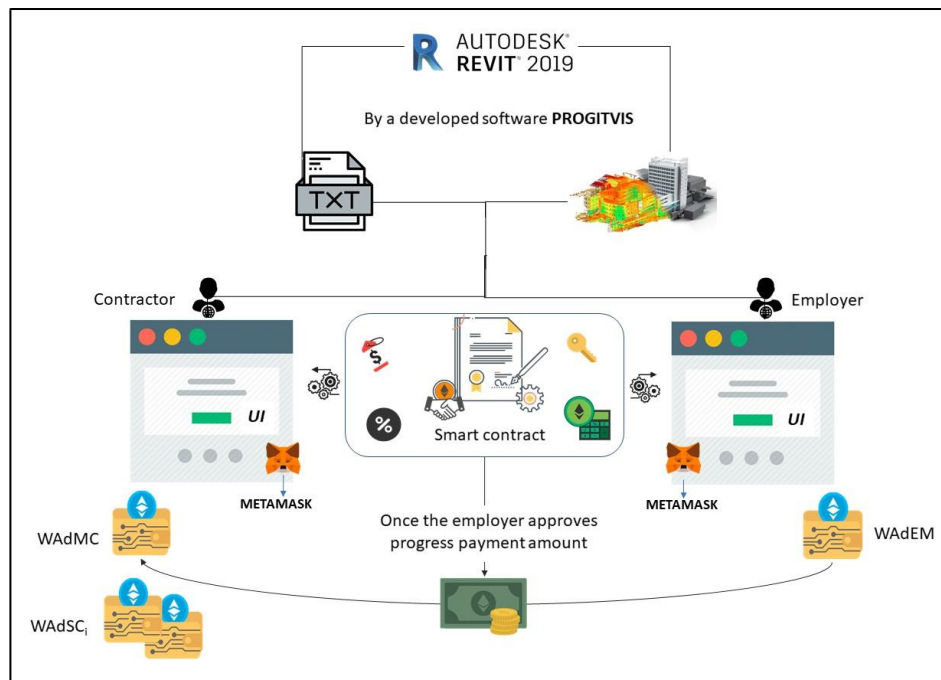 R AUTODESK®
REVIT® 2019
By a developed software PROGITVIS
TXT
Contractor
Employer
UI
$
%
Smart contract
UI
METAMASK
METAMASK
WAdMC
Once the employer approves
progress payment amount
WAdEM
WAdSCi